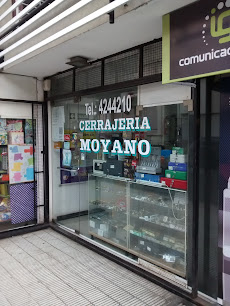 Tel.: 4244210
CERRAJERIA
MOYANO
comunicac